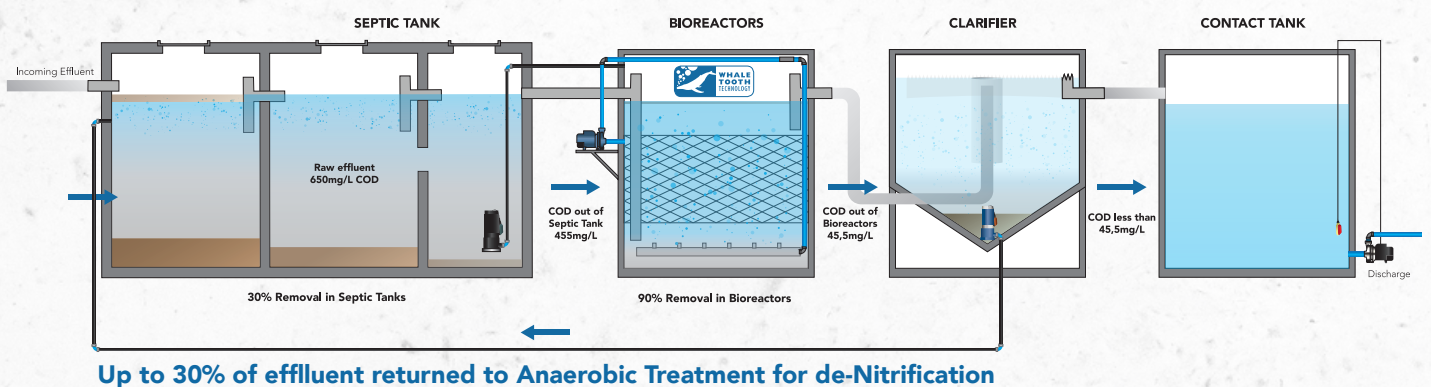 SEPTIC TANK
BIOREACTORS
CLARIFIER
CONTACT TANK
Incoming Effluent
WHALE
TOOTH
TECHNOLOGY
Raw effluent
650mg/L COD
COD out of
Septic Tank
455mg/L
COD out of
Bioreactors
45,5mg/L
COD less than
45,5mg/L
Discharge
30% Removal in Septic Tanks
90% Removal in Bioreactors
Up to 30% of efflluent returned to Anaerobic Treatment for de-Nitrification